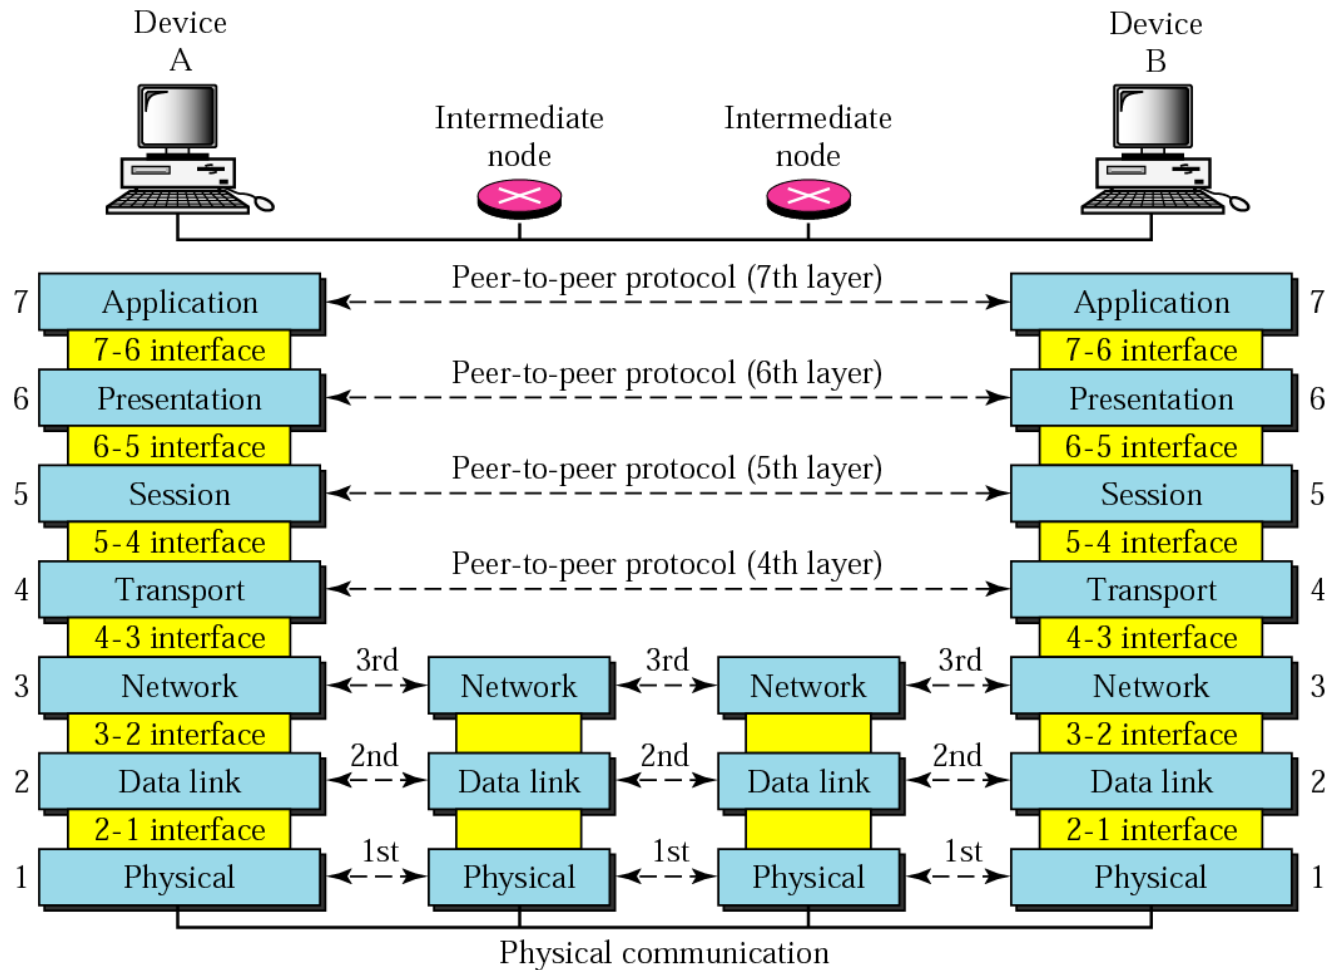 Device
A
Device
B
Intermediate
node
Intermediate
node
Peer-to-peer protocol (7th layer)
7 Application Application 7
7-6 interface 7-6 interface
Peer-to-peer protocol (6th layer)
6 Presentation Presentation 6
6-5 interface 6-5 interface
Peer-to-peer protocol (5th layer)
5 Session Session 5
5-4 interface 5-4 interface
Peer-to-peer protocol (4th layer)
4 Transport Transport 4
4-3 interface 4-3 interface
3rd 3rd 3rd
3 Network Network Network Network 3
3-2 interface 3-2 interface
2nd 2nd 2nd
2 Data link Data link Data link Data link 2
2-1 interface 2-1 interface
1st 1st 1st
1 Physical Physical Physical Physical 1
Physical communication